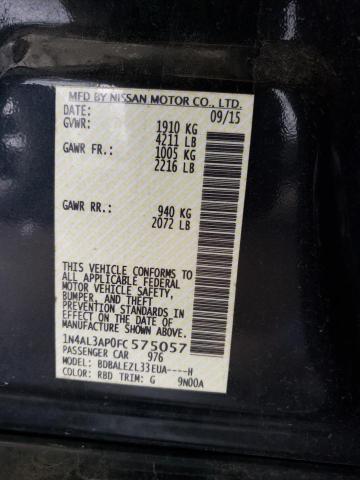 MFD BY NISSAN MOTOR CO., LTD.
DATE: 09/15
GVWR: 1910 KG
4211 LB
GAWR FR.: 1005 KG
2216 LB
GAWR RR.: 940 KG
2072 LB
THIS VEHICLE CONFORMS TO
ALL APPLICABLE FEDERAL
MOTOR VEHICLE SAFETY,
BUMPER, AND THEFT
PREVENTION STANDARDS IN
EFFECT ON THE DATE OF
MANUFACTURE SHOWN ABOVE.
1N4AL3AP0FC575057
PASSENGER CAR 976
MODEL: BDBALEZL33EUA----H
COLOR: RBD TRIM: G 9N00A